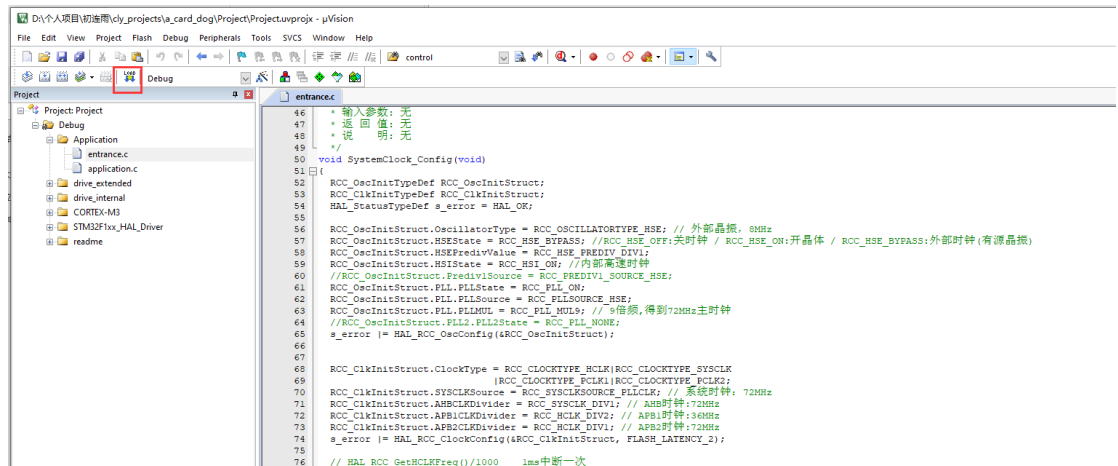 D:\个人项目\初连雨\cly_projects\a_card_dog\Project\Project.uvprojx - µVision
File Edit View Project Flash Debug Peripherals Tools SVCS Window Help
control
LOAD Debug
Project
entrance.c
Project: Project
Debug
Application
entrance.c
application.c
drive_extended
drive_internal
CORTEX-M3
STM32F1xx_HAL_Driver
readme
46 * 输入参数: 无
47 * 返 回 值: 无
48 * 说 明: 无
49 */
50 void SystemClock_Config(void)
51 {
52 RCC_OscInitTypeDef RCC_OscInitStruct;
53 RCC_ClkInitTypeDef RCC_ClkInitStruct;
54 HAL_StatusTypeDef s_error = HAL_OK;
55
56 RCC_OscInitStruct.OscillatorType = RCC_OSCILLATORTYPE_HSE; // 外部晶振，8MHz
57 RCC_OscInitStruct.HSEState = RCC_HSE_BYPASS; //RCC_HSE_OFF:关时钟 / RCC_HSE_ON:开晶体 / RCC_HSE_BYPASS:外部时钟(有源晶振)
58 RCC_OscInitStruct.HSEPredivValue = RCC_HSE_PREDIV_DIV1;
59 RCC_OscInitStruct.HSIState = RCC_HSI_ON; //内部高速时钟
60 //RCC_OscInitStruct.Prediv1Source = RCC_PREDIV1_SOURCE_HSE;
61 RCC_OscInitStruct.PLL.PLLState = RCC_PLL_ON;
62 RCC_OscInitStruct.PLL.PLLSource = RCC_PLLSOURCE_HSE;
63 RCC_OscInitStruct.PLL.PLLMUL = RCC_PLL_MUL9; // 9倍频,得到72MHz主时钟
64 //RCC_OscInitStruct.PLL2.PLL2State = RCC_PLL_NONE;
65 s_error |= HAL_RCC_OscConfig(&RCC_OscInitStruct);
66
67
68 RCC_ClkInitStruct.ClockType = RCC_CLOCKTYPE_HCLK|RCC_CLOCKTYPE_SYSCLK
69 |RCC_CLOCKTYPE_PCLK1|RCC_CLOCKTYPE_PCLK2;
70 RCC_ClkInitStruct.SYSCLKSource = RCC_SYSCLKSOURCE_PLLCLK; // 系统时钟: 72MHz
71 RCC_ClkInitStruct.AHBCLKDivider = RCC_SYSCLK_DIV1; // AHB时钟:72MHz
72 RCC_ClkInitStruct.APB1CLKDivider = RCC_HCLK_DIV2; // APB1时钟:36MHz
73 RCC_ClkInitStruct.APB2CLKDivider = RCC_HCLK_DIV1; // APB2时钟:72MHz
74 s_error |= HAL_RCC_ClockConfig(&RCC_ClkInitStruct, FLASH_LATENCY_2);
75
76 // HAL_RCC_GetHCLKFreq()/1000 1ms中断一次